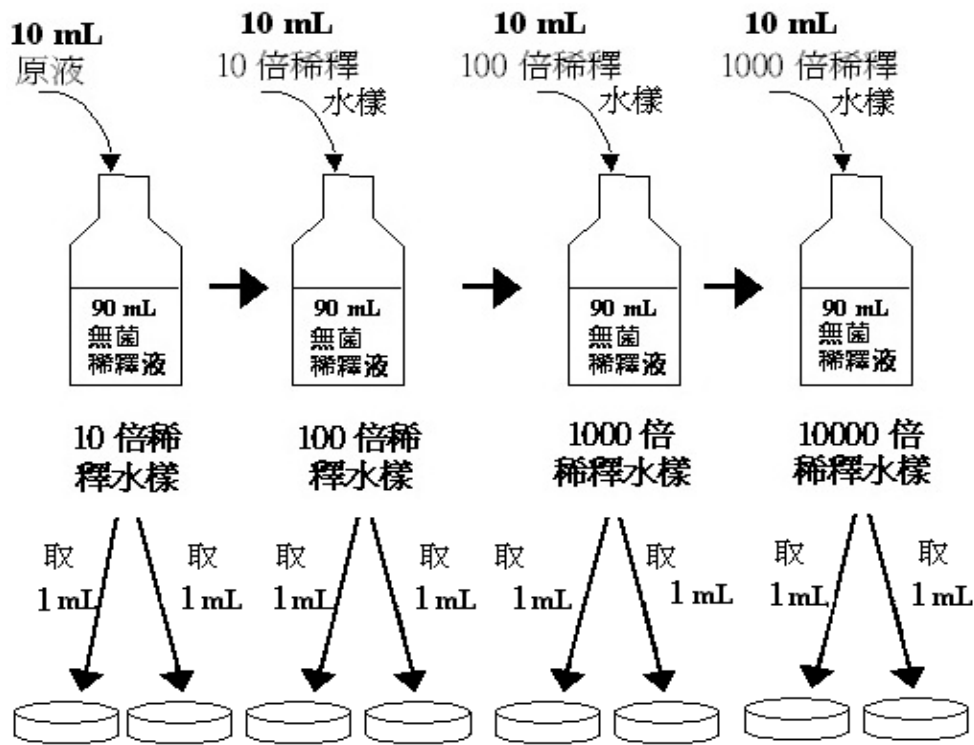 10 mL
原液
10 mL
10 倍稀釋
水樣
10 mL
100 倍稀釋
水樣
10 mL
1000 倍稀釋
水樣
90 mL
無菌
稀釋液
90 mL
無菌
稀釋液
90 mL
無菌
稀釋液
90 mL
無菌
稀釋液
10 倍稀
釋水樣
100 倍稀
釋水樣
1000 倍
稀釋水樣
10000 倍
稀釋水樣
取
1 mL
取
1 mL
取
1 mL
取
1 mL
取
1 mL
取
1 mL
取
1 mL
取
1 mL